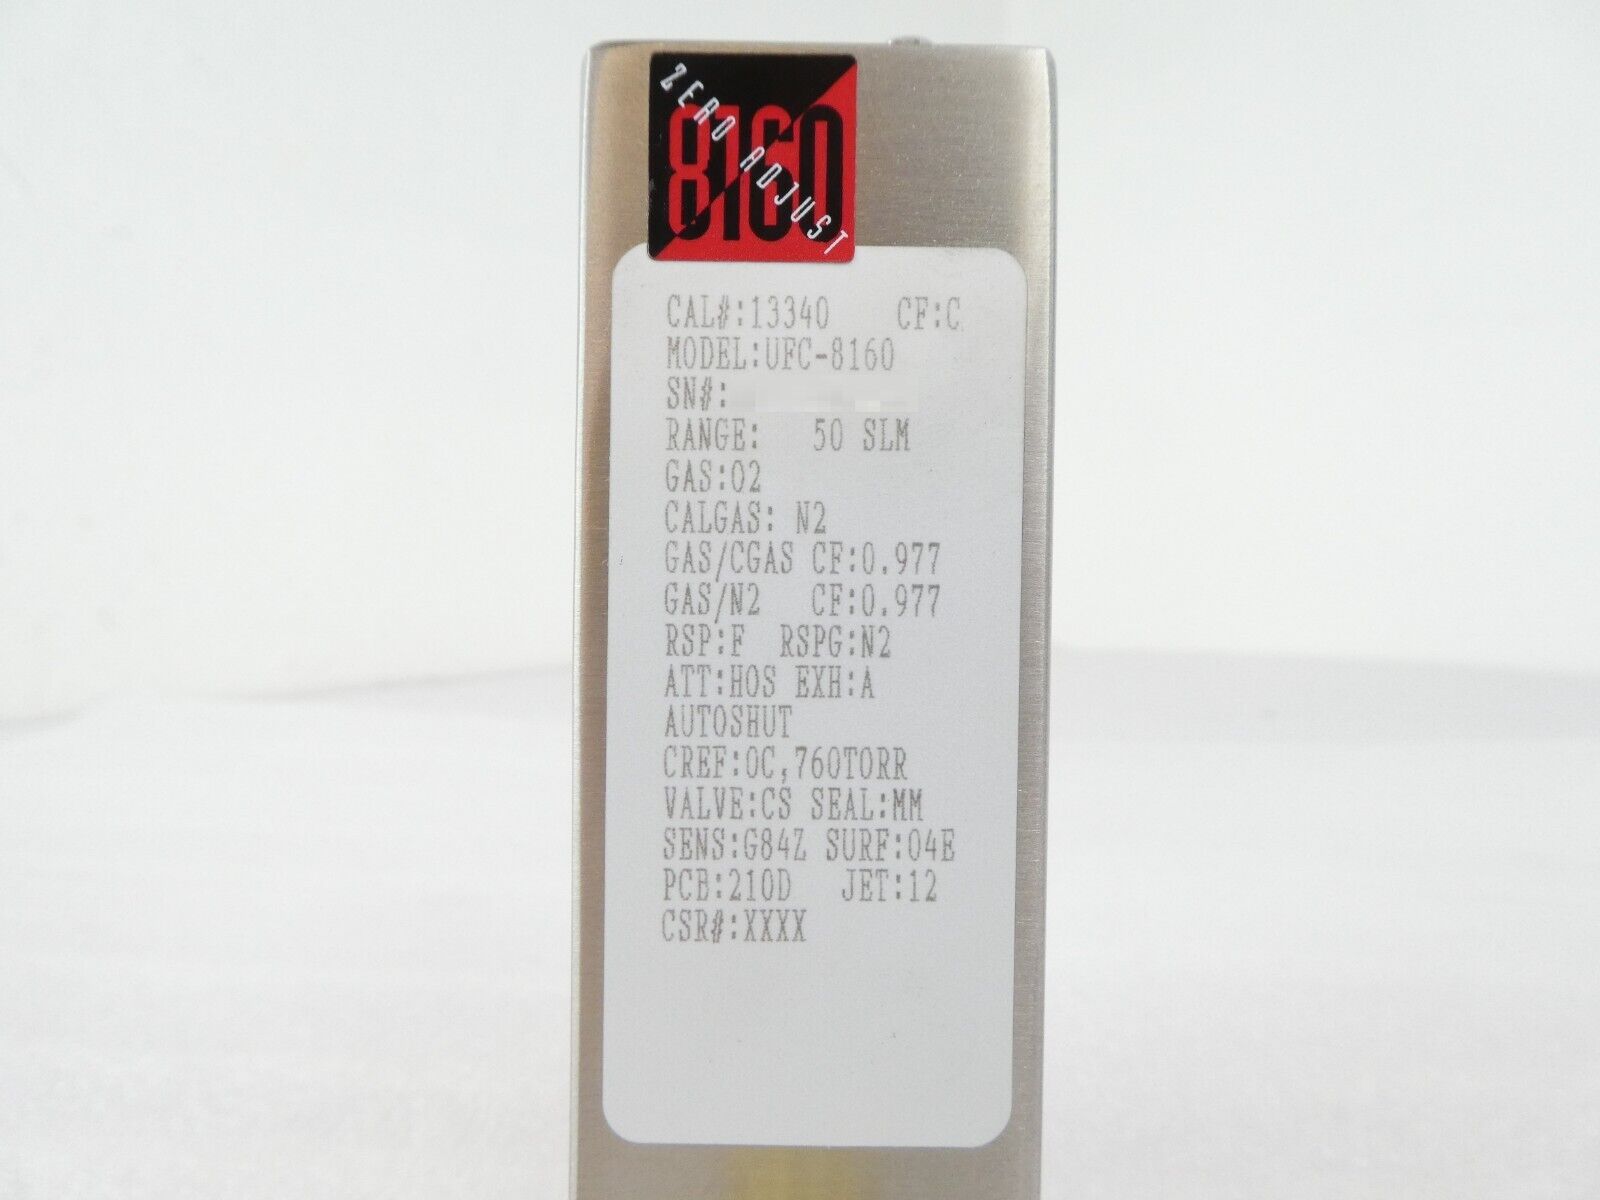 ZERO ADJUST
8160
CAL#:13340 CF:C
MODEL:UFC-8160
SN#:
RANGE: 50 SLM
GAS:O2
CALGAS: N2
GAS/CGAS CF:0.977
GAS/N2 CF:0.977
RSP:F RSPG:N2
ATT:HOS EXH:A
AUTOSHUT
CREF:0C,760TORR
VALVE:CS SEAL:MM
SENS:G84Z SURF:04E
PCB:210D JET:12
CSR#:XXXX